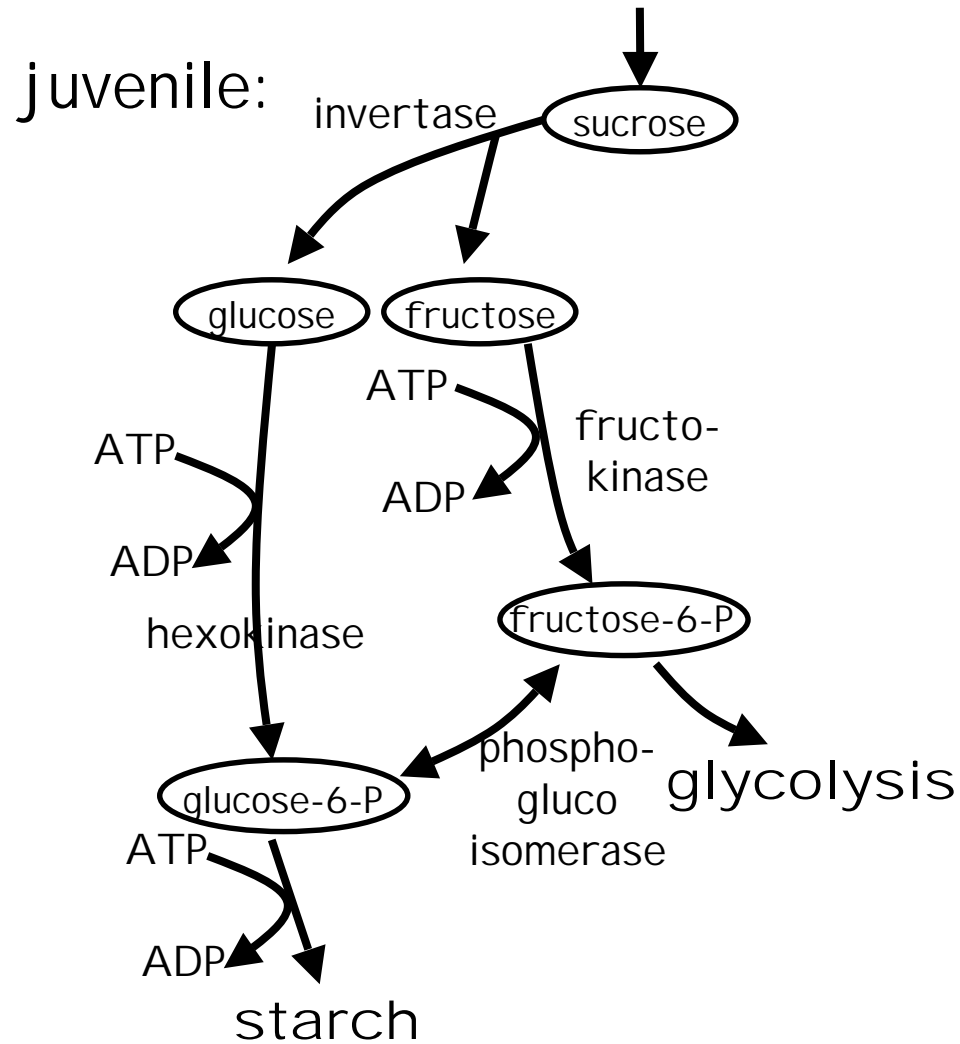 juvenile:
invertase
sucrose
glucose
fructose
ATP
fructo-
kinase
ATP
ADP
ADP
hexokinase
fructose-6-P
phospho-
gluco
isomerase
glycolysis
glucose-6-P
ATP
ADP
starch